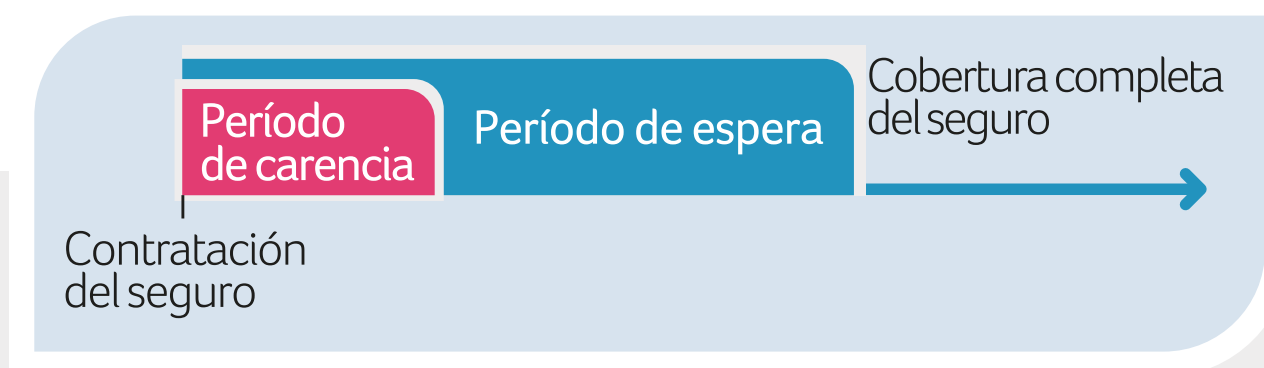 Período
de carencia
Período de espera
Cobertura completa
del seguro
Contratación
del seguro